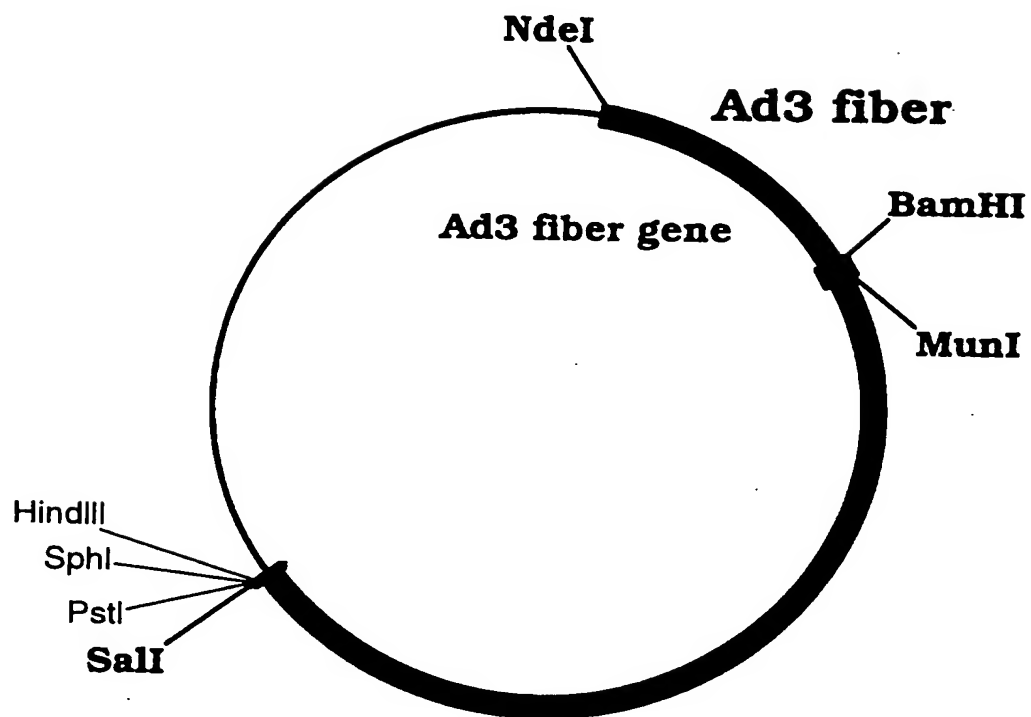 NdeI
Ad3 fiber
BamHI
Ad3 fiber gene
MunI
HindIII
SphI
PstI
SalI